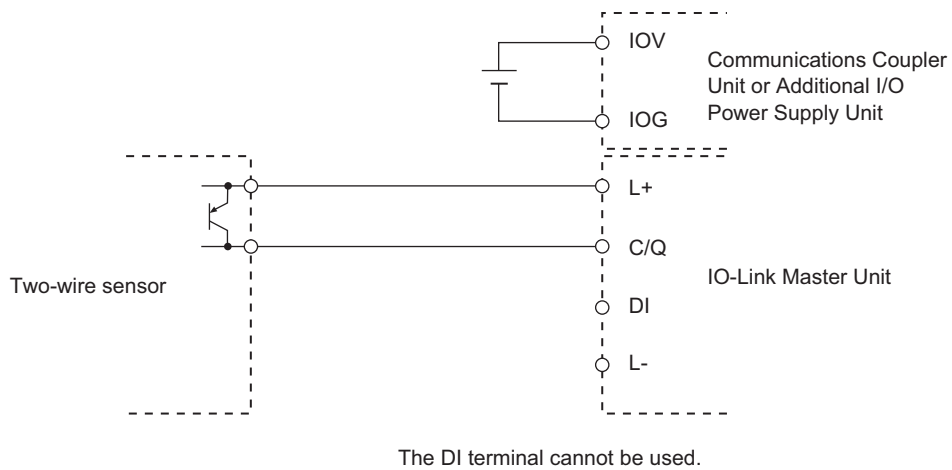 IOV
Communications Coupler
Unit or Additional I/O
Power Supply Unit
IOG
L+
C/Q
Two-wire sensor
IO-Link Master Unit
DI
L-
The DI terminal cannot be used.